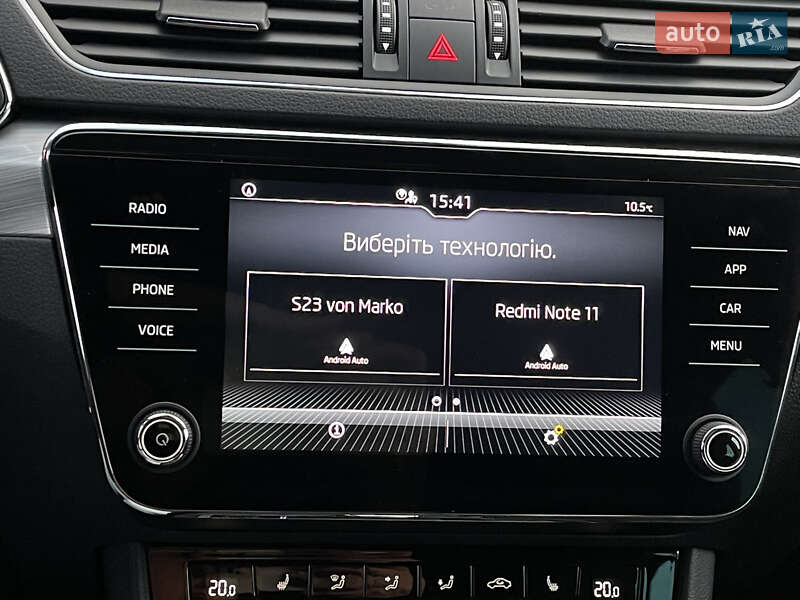 auto RIA .com
15:41
10.5°C
RADIO
MEDIA
PHONE
VOICE
Виберіть технологію.
S23 von Marko
Android Auto
Redmi Note 11
Android Auto
NAV
APP
CAR
MENU
20.0
20.0